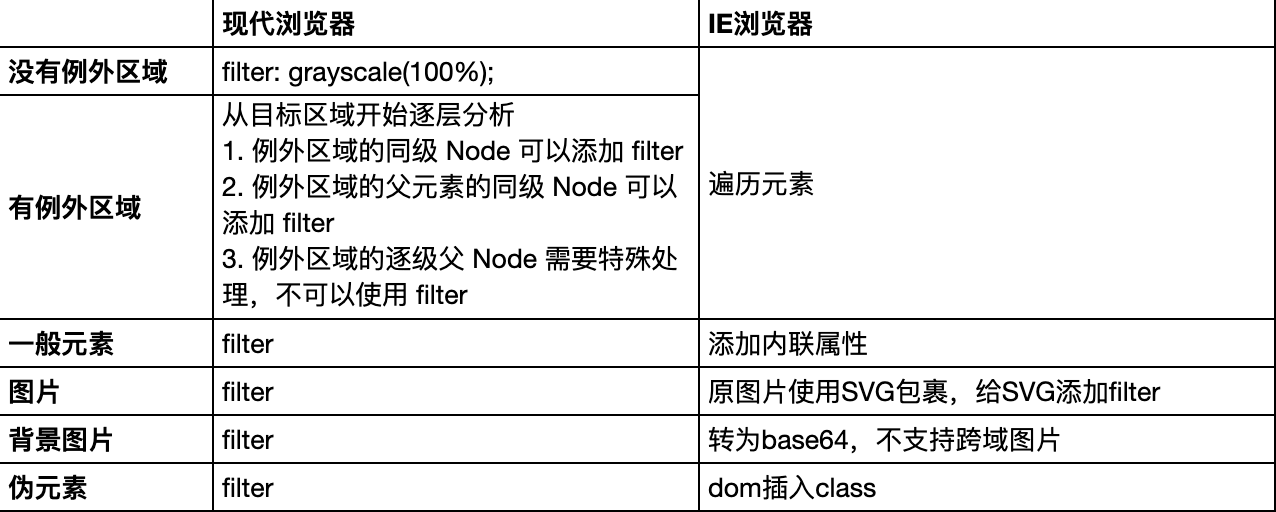 现代浏览器
IE浏览器
没有例外区域
filter: grayscale(100%);
有例外区域
从目标区域开始逐层分析
1. 例外区域的同级 Node 可以添加 filter
2. 例外区域的父元素的同级 Node 可以
添加 filter
3. 例外区域的逐级父 Node 需要特殊处
理，不可以使用 filter
遍历元素
一般元素
filter
添加内联属性
图片
filter
原图片使用SVG包裹，给SVG添加filter
背景图片
filter
转为base64，不支持跨域图片
伪元素
filter
dom插入class